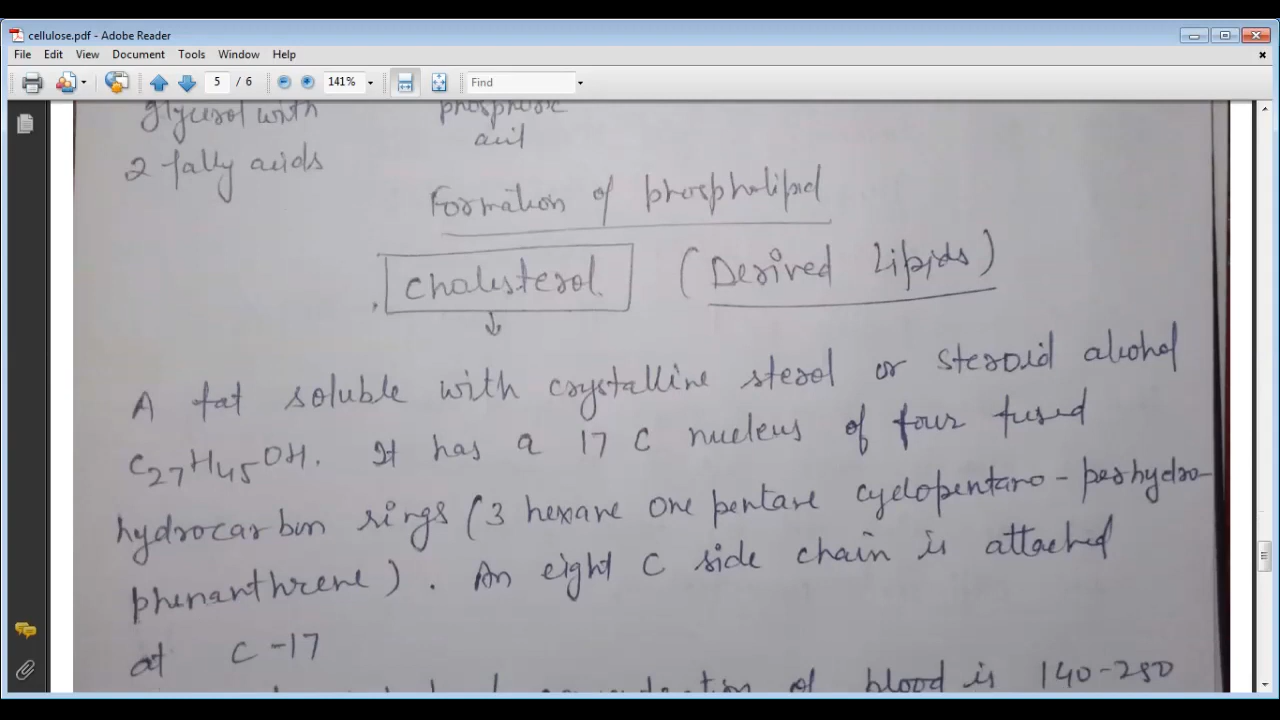 cellulose.pdf - Adobe Reader
File Edit View Document Tools Window Help
5 / 6 141% Find
glycerol with phosphoric
acid
2 fatty acids
Formation of phospholipid
Cholesterol (Derived Lipids)
A fat soluble with crystalline sterol or steroid alcohol
C27H45OH. It has a 17 C nucleus of four fused
hydrocarbon rings (3 hexane one pentane cyclopentano-perhydro-
phenanthrene). An eight C side chain is attached
at C-17
of blood is 140-250